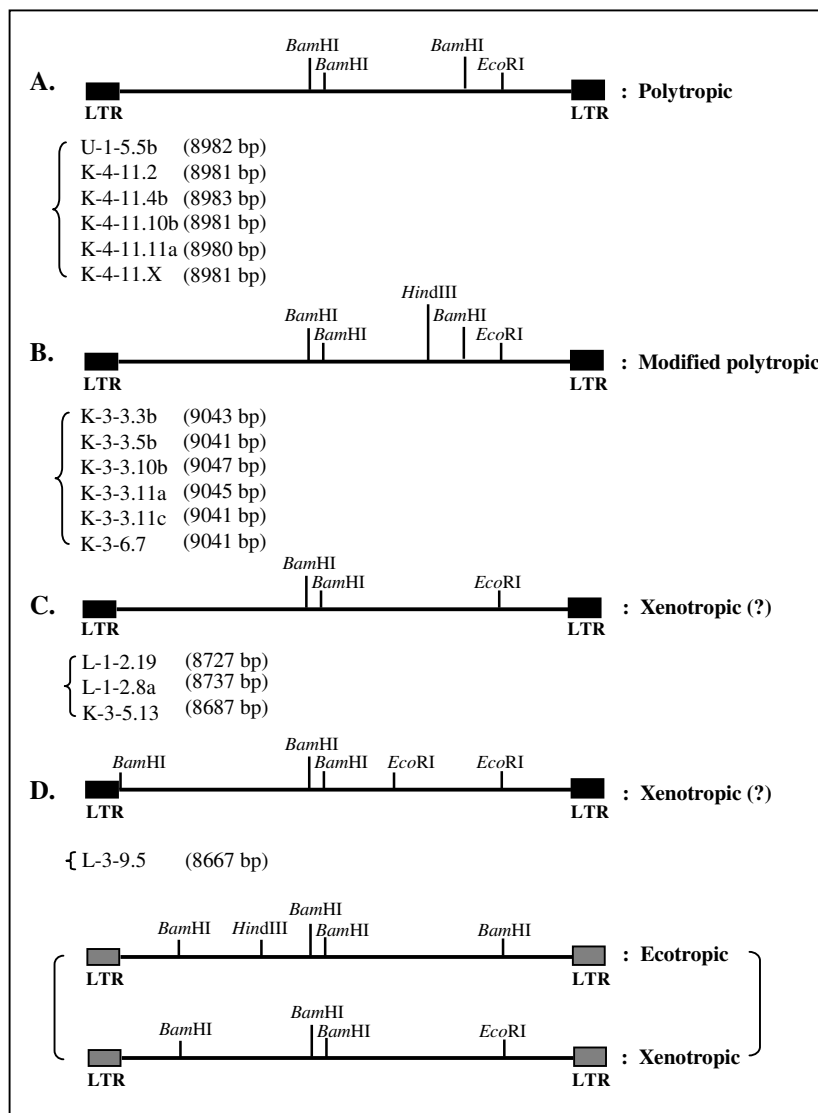 BamHI BamHI
BamHI EcoRI
A. : Polytropic
LTR LTR
U-1-5.5b (8982 bp)
K-4-11.2 (8981 bp)
K-4-11.4b (8983 bp)
K-4-11.10b (8981 bp)
K-4-11.11a (8980 bp)
K-4-11.X (8981 bp)
HindIII
BamHI BamHI
BamHI EcoRI
B. : Modified polytropic
LTR LTR
K-3-3.3b (9043 bp)
K-3-3.5b (9041 bp)
K-3-3.10b (9047 bp)
K-3-3.11a (9045 bp)
K-3-3.11c (9041 bp)
K-3-6.7 (9041 bp)
BamHI
BamHI EcoRI
C. : Xenotropic (?)
LTR LTR
L-1-2.19 (8727 bp)
L-1-2.8a (8737 bp)
K-3-5.13 (8687 bp)
BamHI
BamHI BamHI EcoRI EcoRI
D. : Xenotropic (?)
LTR LTR
L-3-9.5 (8667 bp)
BamHI
BamHI HindIII BamHI BamHI
: Ecotropic
LTR LTR
BamHI
BamHI BamHI EcoRI
: Xenotropic
LTR LTR